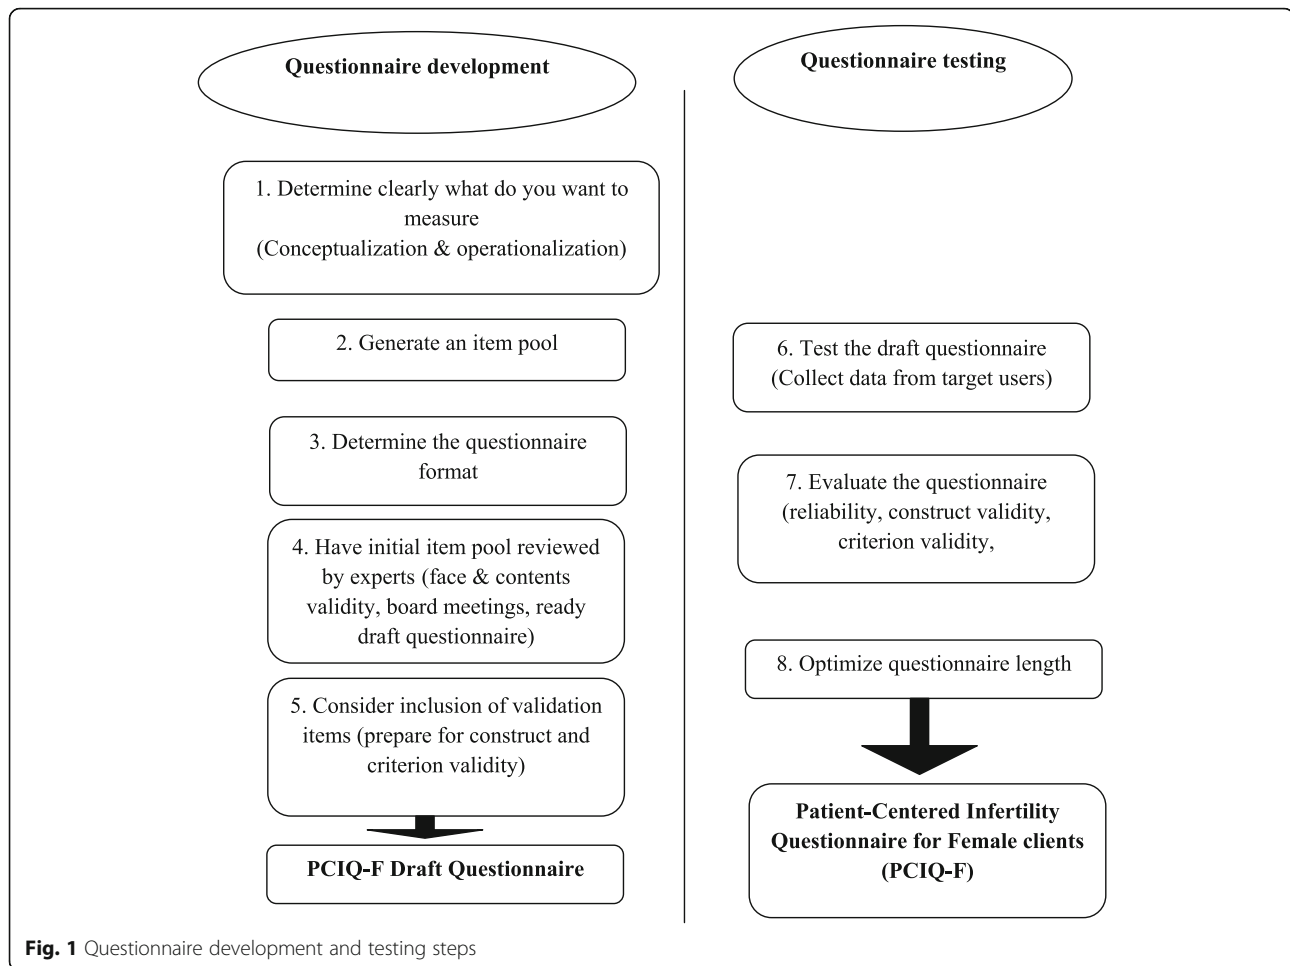 Questionnaire development
1. Determine clearly what do you want to
measure
(Conceptualization & operationalization)
2. Generate an item pool
3. Determine the questionnaire
format
4. Have initial item pool reviewed
by experts (face & contents
validity, board meetings, ready
draft questionnaire)
5. Consider inclusion of validation
items (prepare for construct and
criterion validity)
PCIQ-F Draft Questionnaire
Questionnaire testing
6. Test the draft questionnaire
(Collect data from target users)
7. Evaluate the questionnaire
(reliability, construct validity,
criterion validity,
8. Optimize questionnaire length
Patient-Centered Infertility
Questionnaire for Female clients
(PCIQ-F)
Fig. 1 Questionnaire development and testing steps